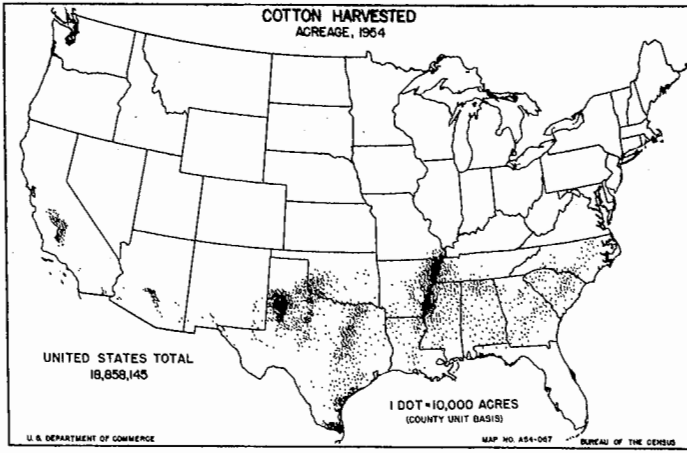 COTTON HARVESTED
ACREAGE, 1954
UNITED STATES TOTAL
18,858,145
1 DOT=10,000 ACRES
(COUNTY UNIT BASIS)
U. S. DEPARTMENT OF COMMERCE
MAP NO. A54-067
BUREAU OF THE CENSUS